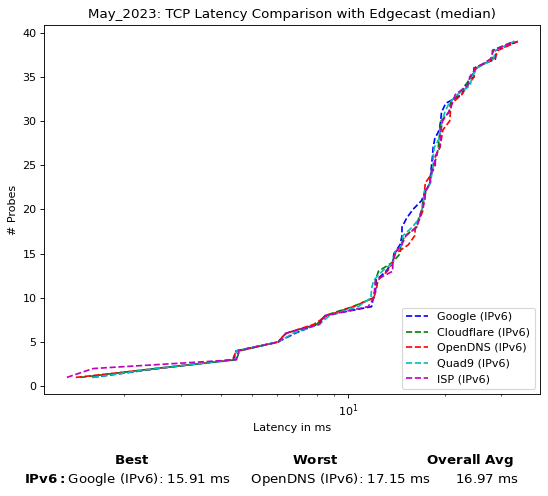 May_2023: TCP Latency Comparison with Edgecast (median)
40
35
30
25
20
15
10
5
0
# Probes
Google (IPv6)
Cloudflare (IPv6)
OpenDNS (IPv6)
Quad9 (IPv6)
ISP (IPv6)
10¹
Latency in ms
Best Worst Overall Avg
IPv6: Google (IPv6): 15.91 ms OpenDNS (IPv6): 17.15 ms 16.97 ms